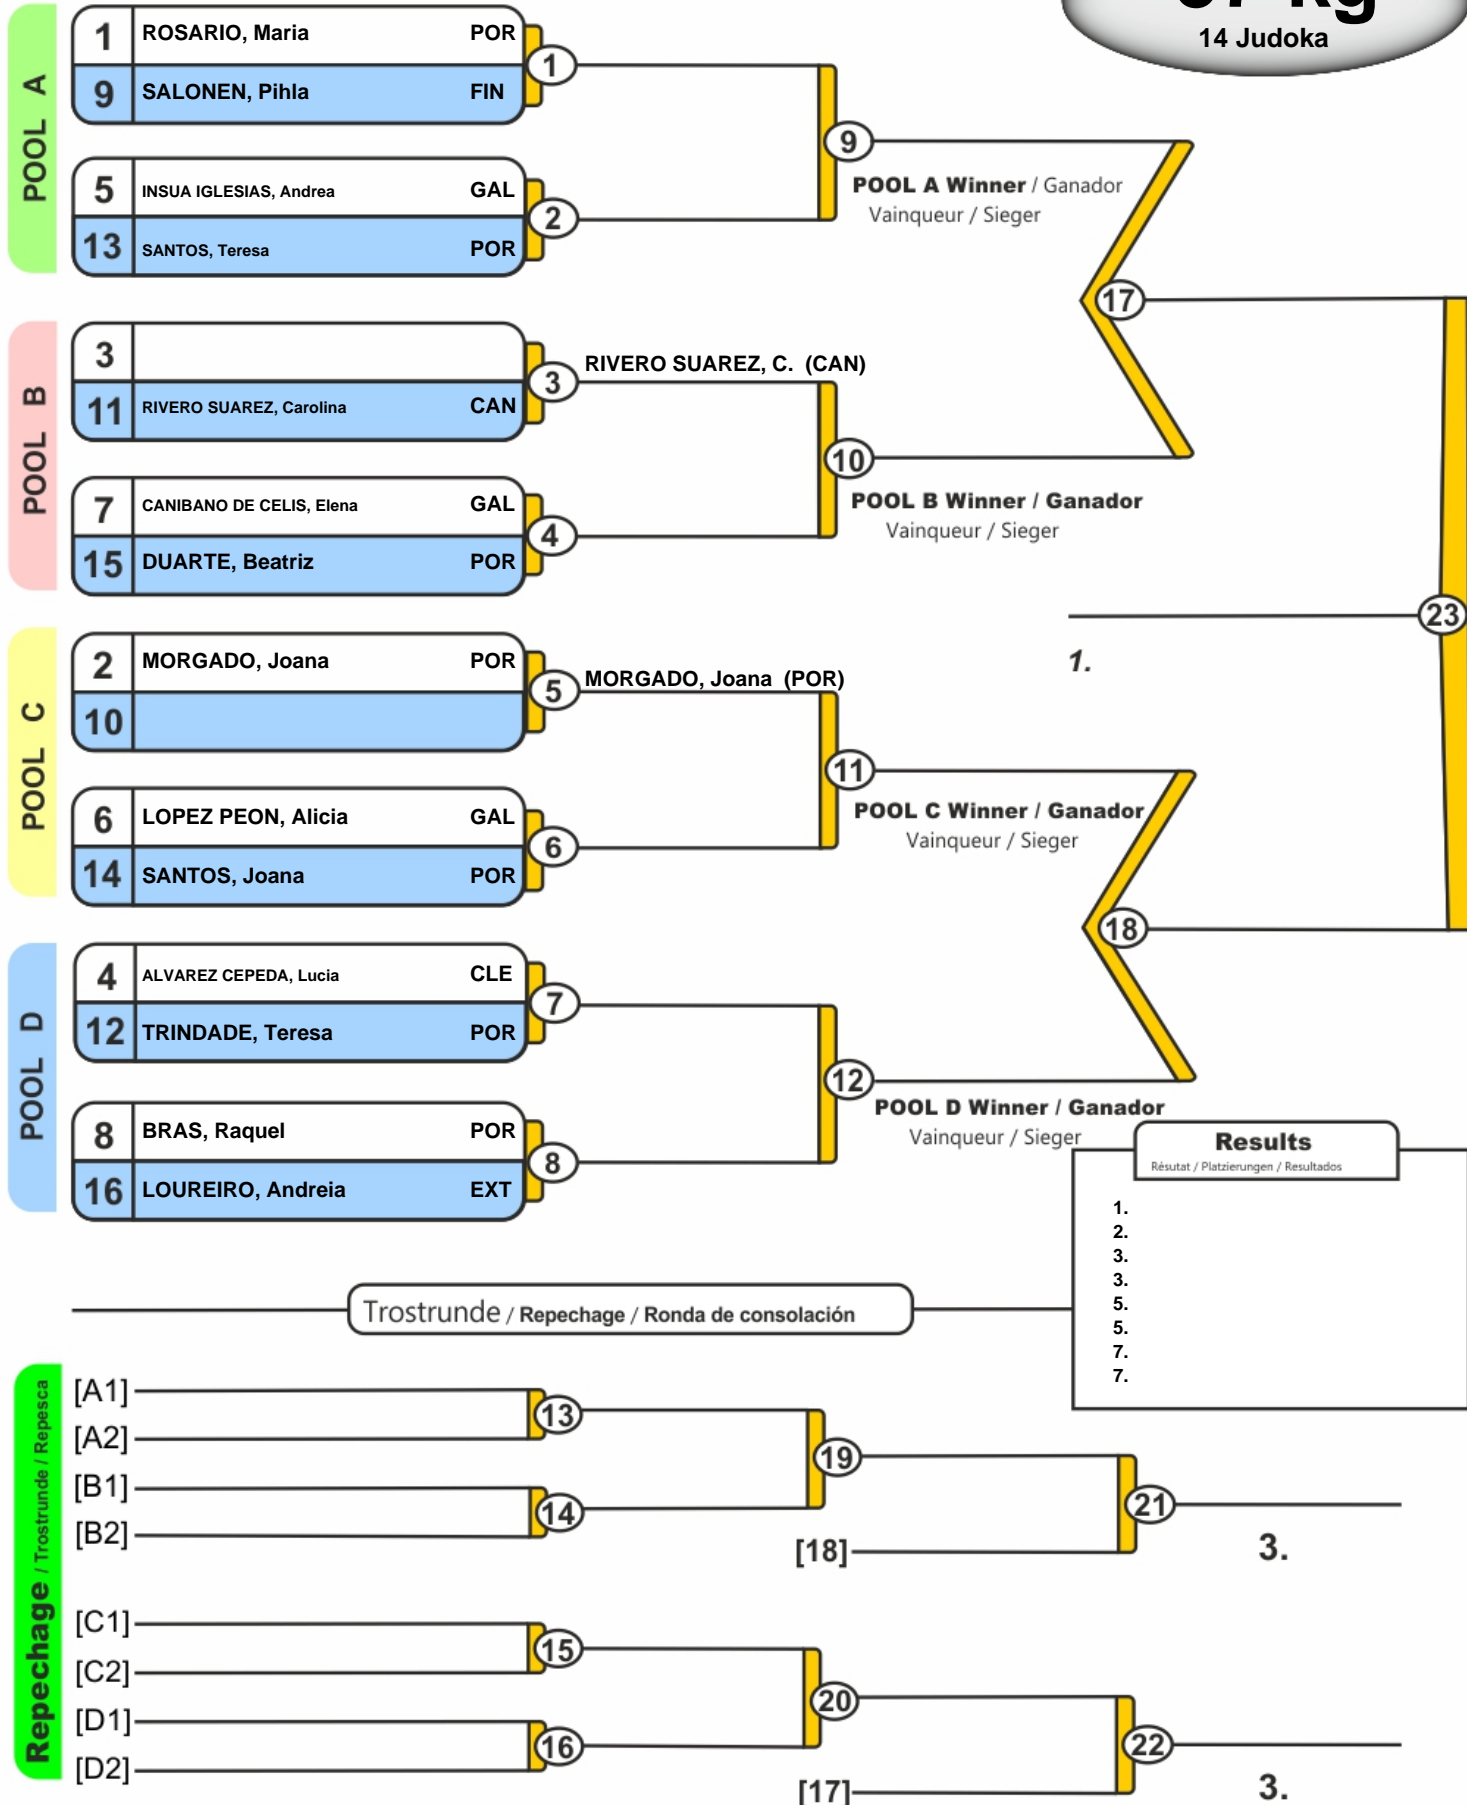 kg
14 Judoka
POOL A
1 ROSARIO, Maria POR
9 SALONEN, Pihla FIN
1
5 INSUA IGLESIAS, Andrea GAL
13 SANTOS, Teresa POR
2
9
POOL A Winner / Ganador
Vainqueur / Sieger
POOL B
3
11 RIVERO SUAREZ, Carolina CAN
3
RIVERO SUAREZ, C. (CAN)
7 CANIBANO DE CELIS, Elena GAL
15 DUARTE, Beatriz POR
4
10
POOL B Winner / Ganador
Vainqueur / Sieger
17
23
1.
POOL C
2 MORGADO, Joana POR
10
5
MORGADO, Joana (POR)
6 LOPEZ PEON, Alicia GAL
14 SANTOS, Joana POR
6
11
POOL C Winner / Ganador
Vainqueur / Sieger
18
POOL D
4 ALVAREZ CEPEDA, Lucia CLE
12 TRINDADE, Teresa POR
7
8 BRAS, Raquel POR
16 LOUREIRO, Andreia EXT
8
12
POOL D Winner / Ganador
Vainqueur / Sieger
Results
Résutat / Platzierungen / Resultados
1.
2.
3.
3.
5.
5.
7.
7.
Trostrunde / Repechage / Ronda de consolación
Repechage / Trostrunde / Repesca
[A1]
[A2]
13
[B1]
[B2]
14
19
[18]
21
3.
[C1]
[C2]
15
[D1]
[D2]
16
20
[17]
22
3.